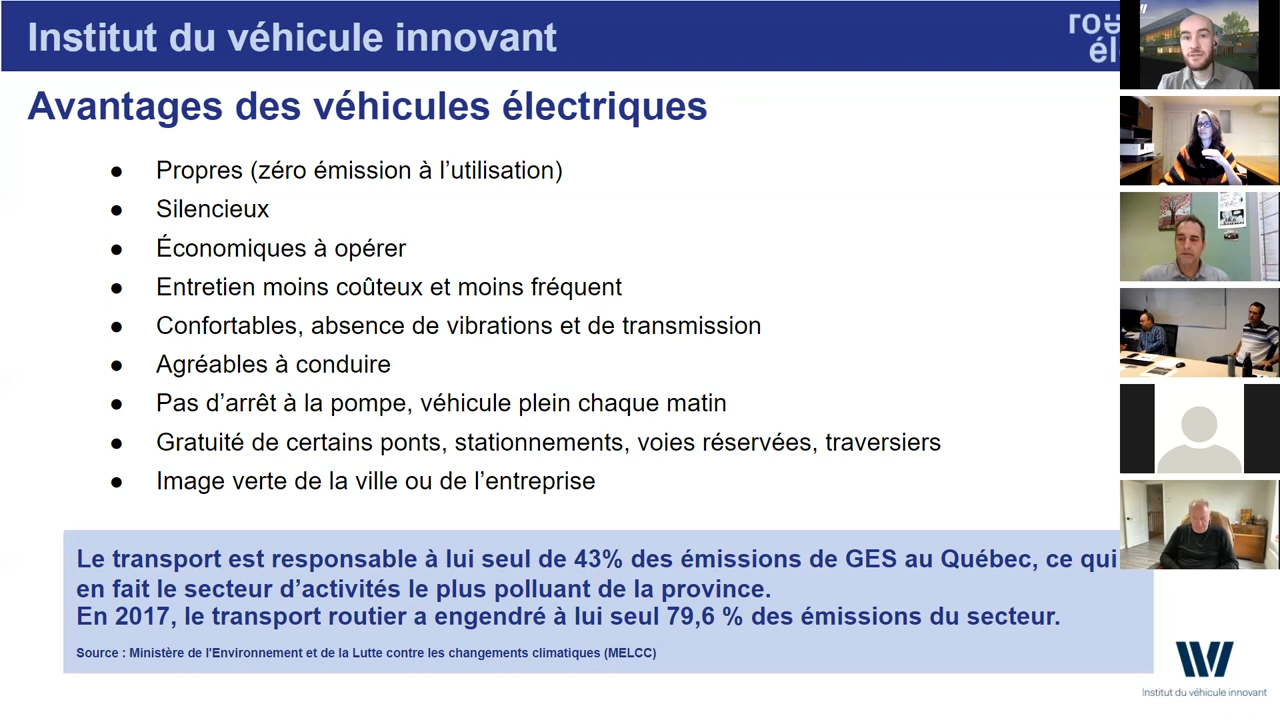 Institut du véhicule innovant
Avantages des véhicules électriques
● Propres (zéro émission à l’utilisation)
● Silencieux
● Économiques à opérer
● Entretien moins coûteux et moins fréquent
● Confortables, absence de vibrations et de transmission
● Agréables à conduire
● Pas d’arrêt à la pompe, véhicule plein chaque matin
● Gratuité de certains ponts, stationnements, voies réservées, traversiers
● Image verte de la ville ou de l’entreprise
Le transport est responsable à lui seul de 43% des émissions de GES au Québec, ce qui
en fait le secteur d’activités le plus polluant de la province.
En 2017, le transport routier a engendré à lui seul 79,6 % des émissions du secteur.
Source : Ministère de l'Environnement et de la Lutte contre les changements climatiques (MELCC)
Institut du véhicule innovant